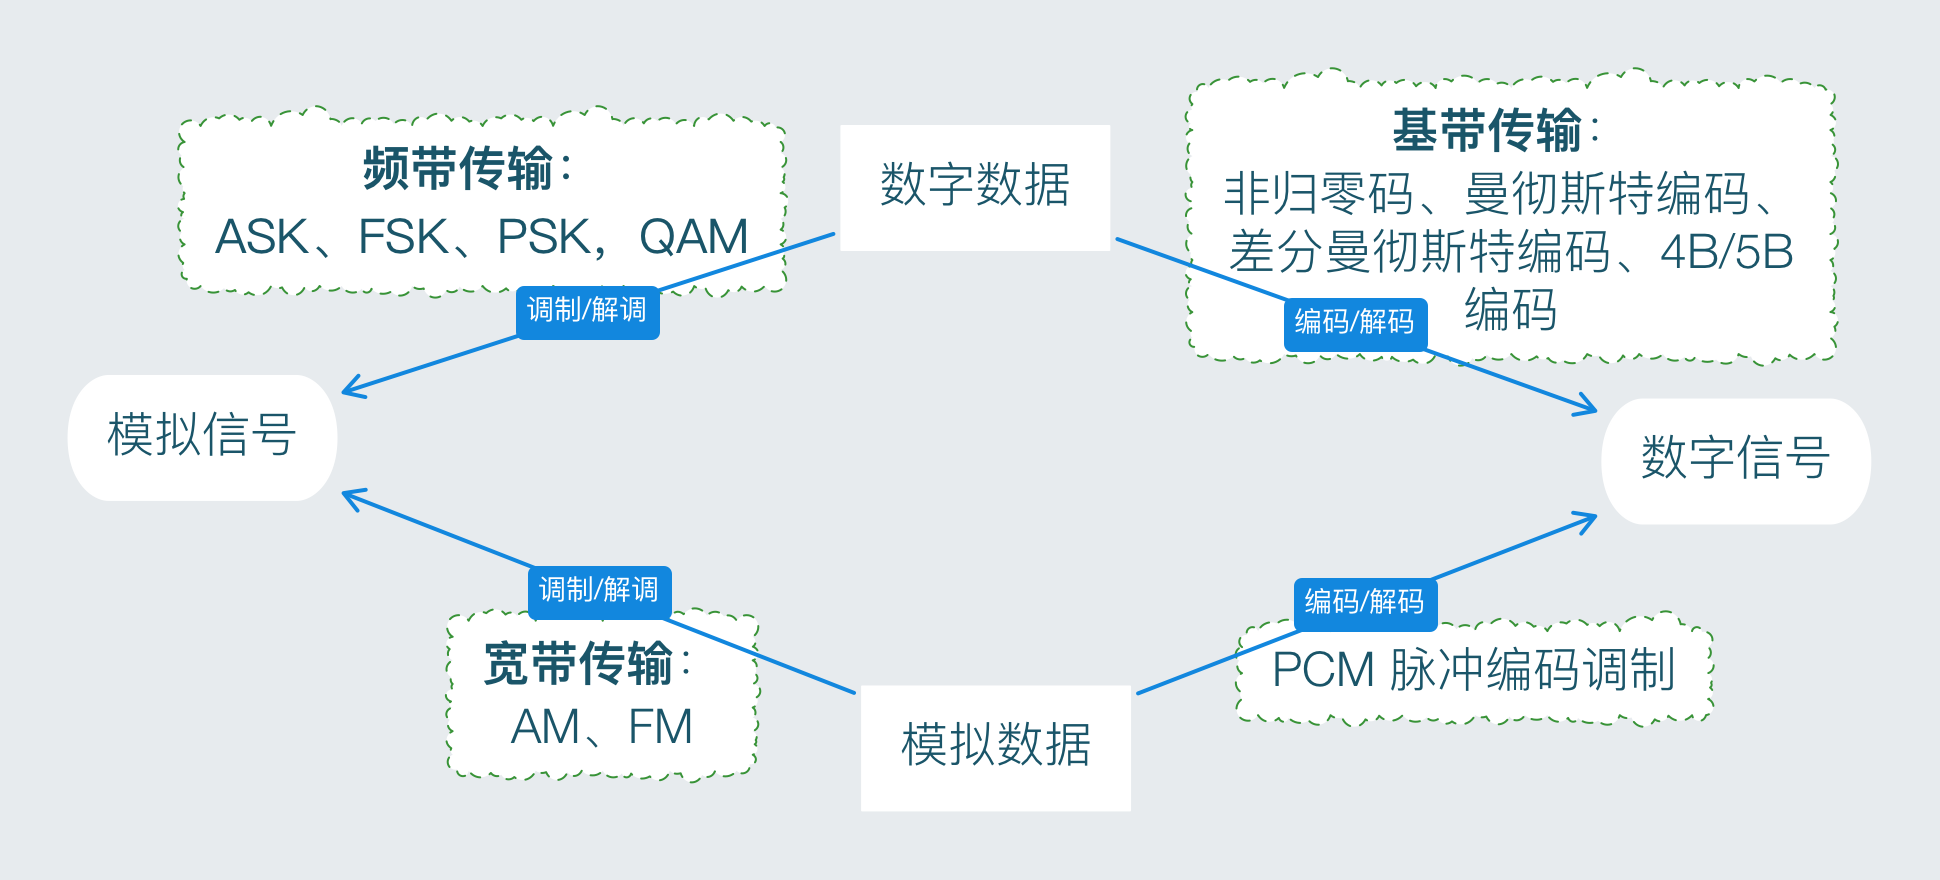 频带传输：
ASK、FSK、PSK，QAM
调制/解调
数字数据
基带传输：
非归零码、曼彻斯特编码、
差分曼彻斯特编码、4B/5B
编码
编码/解码
模拟信号
数字信号
调制/解调
宽带传输：
AM、FM
模拟数据
编码/解码
PCM 脉冲编码调制